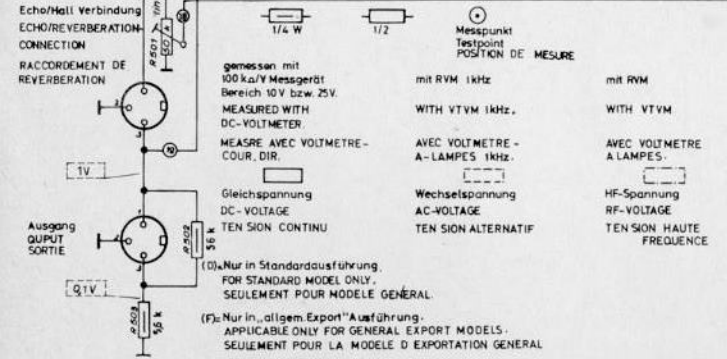 Echo/Hall Verbindung
ECHO/REVERBERATION-
CONNECTION
RACCORDEMENT DE
REVERBERATION
R501
50
1/4 W
1/2
Messpunkt
Testpoint
POSITION DE MESURE
gemessen mit
100 kΩ/V Messgerät
Bereich 10V bzw. 25V.
MEASURED WITH
DC-VOLTMETER.
MEASRE AVEC VOLTMETRE-
COUR, DIR.
mit RVM 1kHz
WITH VTVM 1kHz.
AVEC VOLTMETRE -
A-LAMPES 1kHz.
mit RVM
WITH VTVM
AVEC VOLTMETRE
A LAMPES.
Gleichspannung
DC-VOLTAGE
TEN SION CONTINU
Wechselspannung
AC-VOLTAGE
TEN SION ALTERNATIF
HF-Spannung
RF-VOLTAGE
TEN SION HAUTE
FREQUENCE
2
3
1V
Ausgang
QUPUT
SORTIE
R502
56 k
0,1V
R503
5,6 k
(D)=Nur in Standardausführung.
FOR STANDARD MODEL ONLY.
SEULEMENT POUR MODELE GENERAL.
(F)=Nur in „allgem.Export" Ausführung.
APPLICABLE ONLY FOR GENERAL EXPORT MODELS.
SEULEMENT POUR LA MODELE D EXPORTATION GENERAL